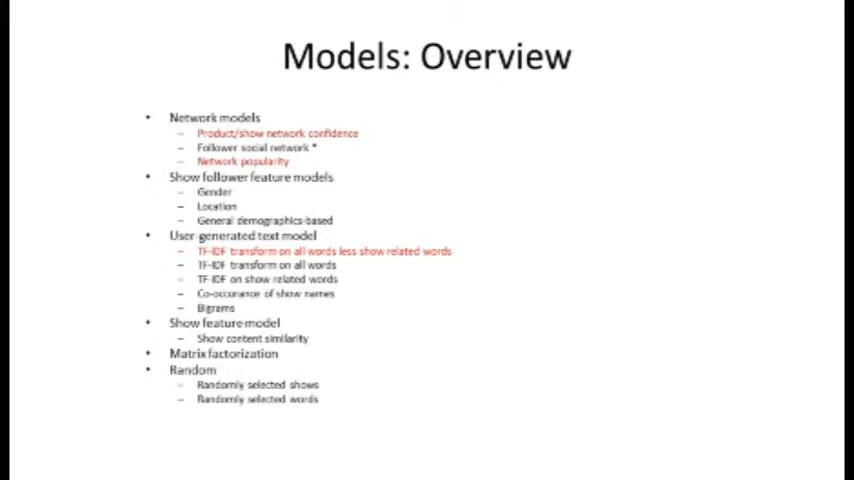 Models: Overview
• Network models
– Product/show network confidence
– Follower social network *
– Network popularity
• Show follower feature models
– Gender
– Location
– General demographics-based
• User-generated text model
– TF-IDF transform on all words less show related words
– TF-IDF transform on all words
– TF-IDF on show related words
– Co-occurance of show names
– Bigrams
• Show feature model
– Show content similarity
• Matrix factorization
• Random
– Randomly selected shows
– Randomly selected words